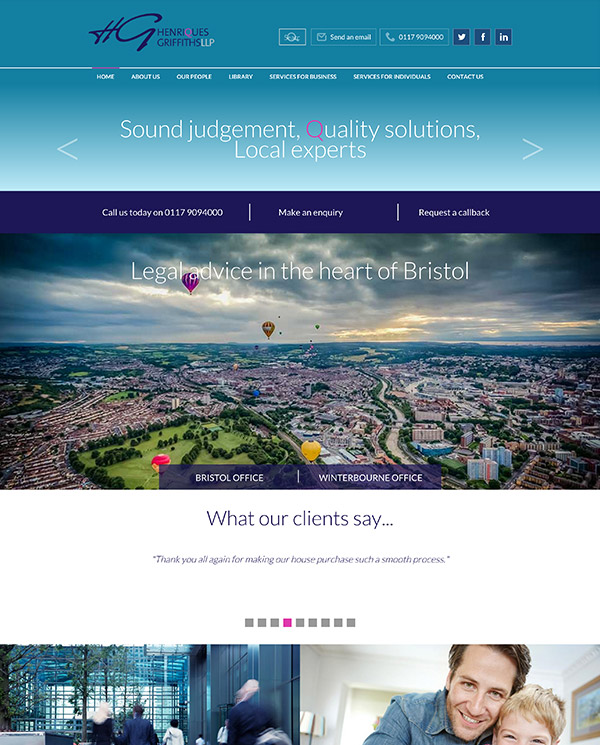 HG HENRIQUES
GRIFFITHS LLP
Send an email
0117 9094000
HOME ABOUT US OUR PEOPLE LIBRARY SERVICES FOR BUSINESS SERVICES FOR INDIVIDUALS CONTACT US
Sound judgement, Quality solutions,
Local experts
Call us today on 0117 9094000
Make an enquiry
Request a callback
Legal advice in the heart of Bristol
BRISTOL OFFICE
WINTERBOURNE OFFICE
What our clients say...
"Thank you all again for making our house purchase such a smooth process."